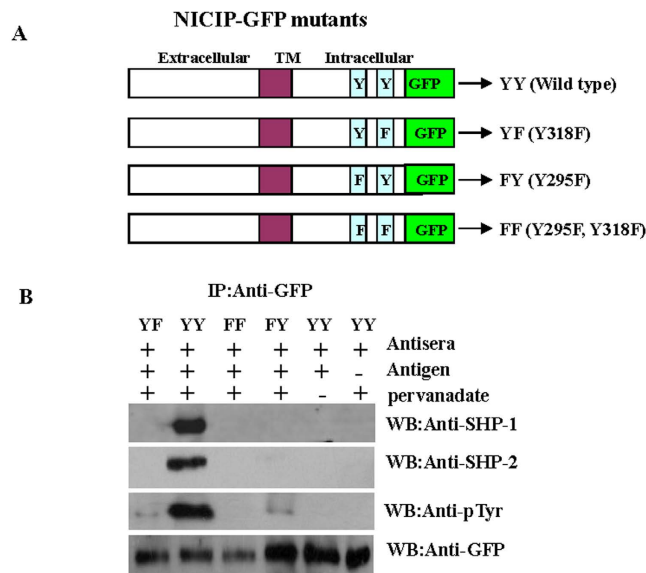 NICIP-GFP mutants
A
Extracellular TM Intracellular
Y Y GFP YY (Wild type)
Y F GFP YF (Y318F)
F Y GFP FY (Y295F)
F F GFP FF (Y295F, Y318F)
B
IP:Anti-GFP
YF YY FF FY YY YY
+ + + + + + Antisera
+ + + + + - Antigen
+ + + + - + pervanadate
WB:Anti-SHP-1
WB:Anti-SHP-2
WB:Anti-pTyr
WB:Anti-GFP